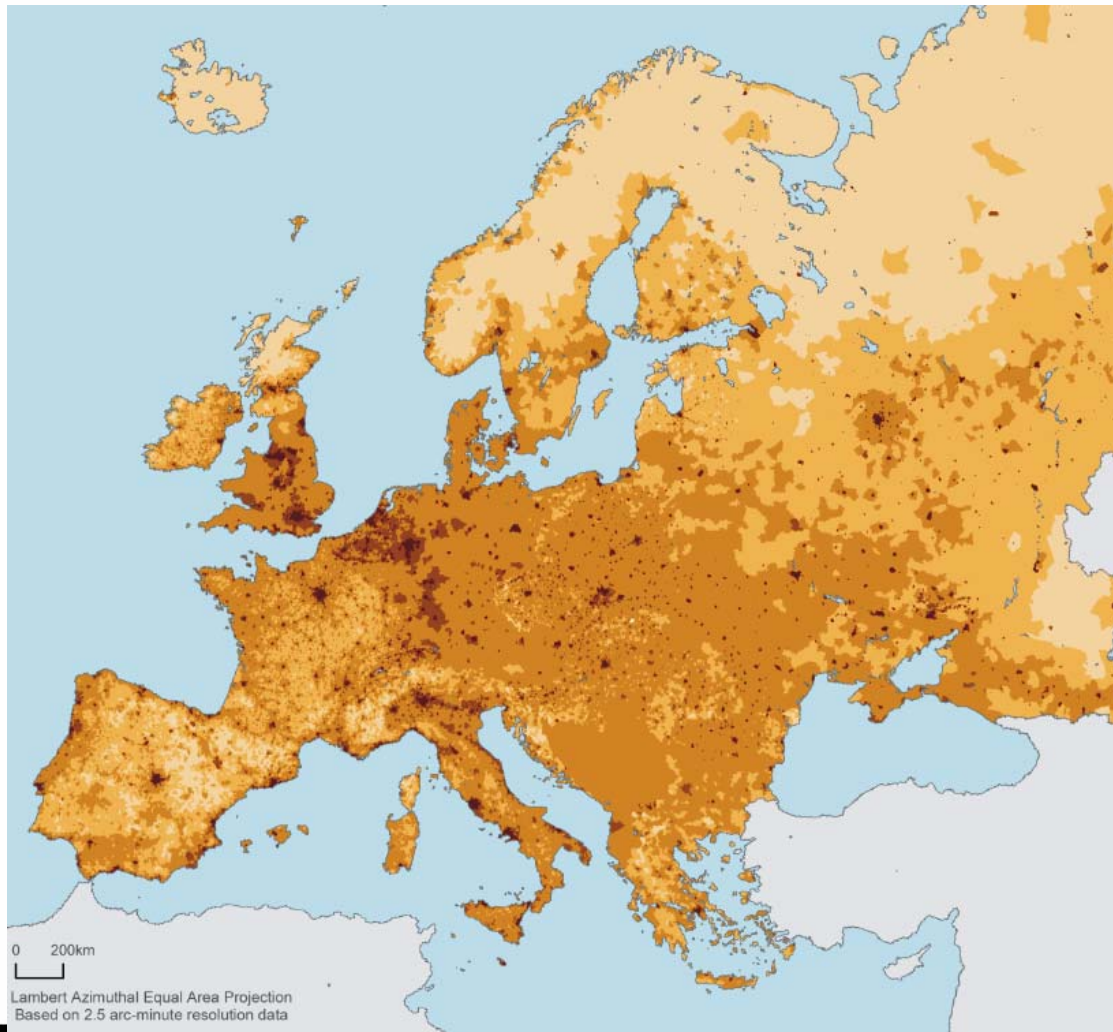 0 200km
Lambert Azimuthal Equal Area Projection
Based on 2.5 arc-minute resolution data